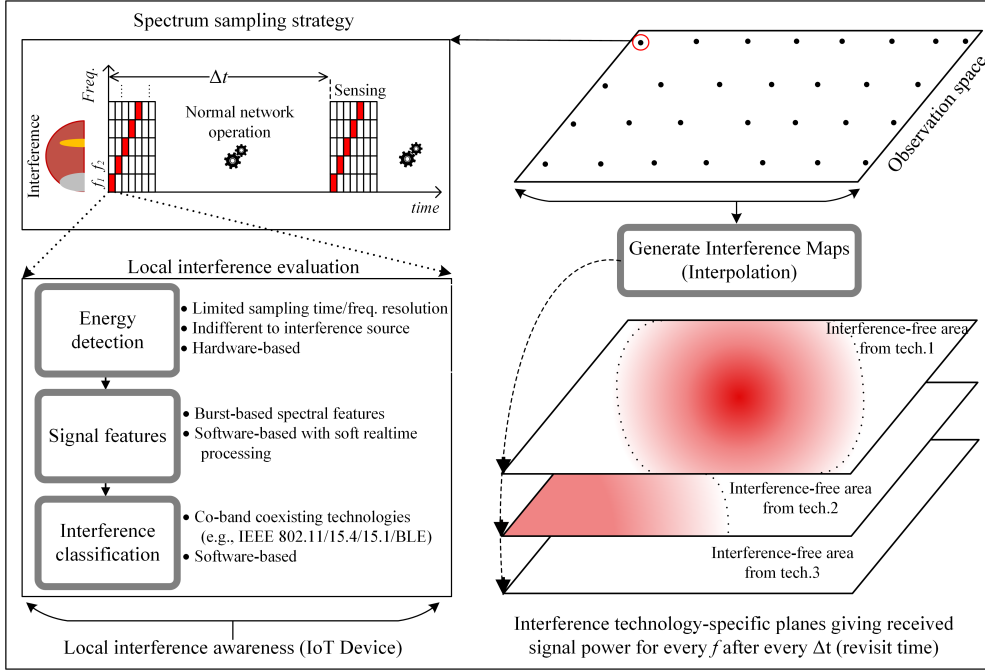 Spectrum sampling strategy
Freq.
Δt
Sensing
Normal network
operation
Interference
f1 f2
time
Observation space
Generate Interference Maps
(Interpolation)
Local interference evaluation
Energy
detection
• Limited sampling time/freq. resolution
• Indifferent to interference source
• Hardware-based
Signal features
• Burst-based spectral features
• Software-based with soft realtime
processing
Interference
classification
• Co-band coexisting technologies
(e.g., IEEE 802.11/15.4/15.1/BLE)
• Software-based
Local interference awareness (IoT Device)
Interference-free area
from tech.1
Interference-free area
from tech.2
Interference-free area
from tech.3
Interference technology-specific planes giving received
signal power for every f after every Δt (revisit time)